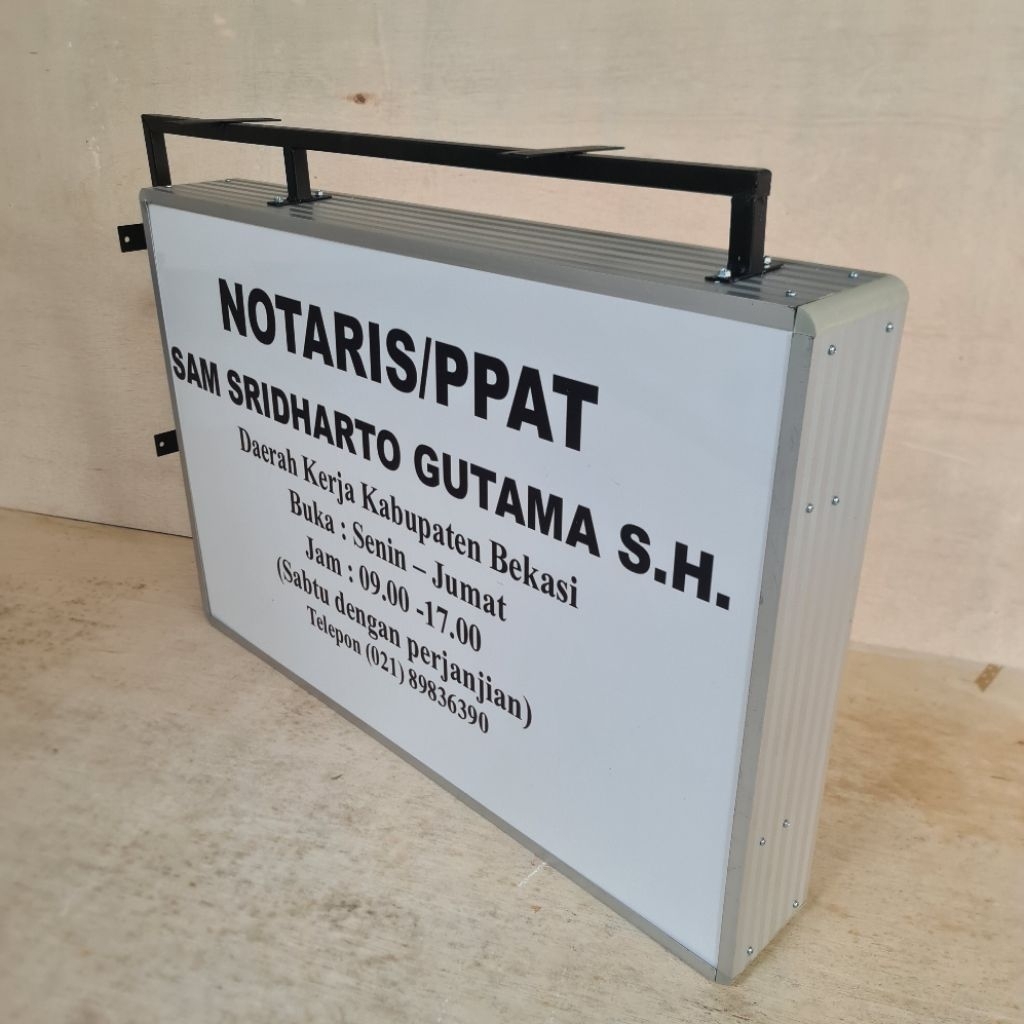 NOTARIS/PPAT
SAM SRIDHARTO GUTAMA S.H.
Daerah Kerja Kabupaten Bekasi
Buka : Senin – Jumat
Jam : 09.00 -17.00
(Sabtu dengan perjanjian)
Telepon (021) 89836390